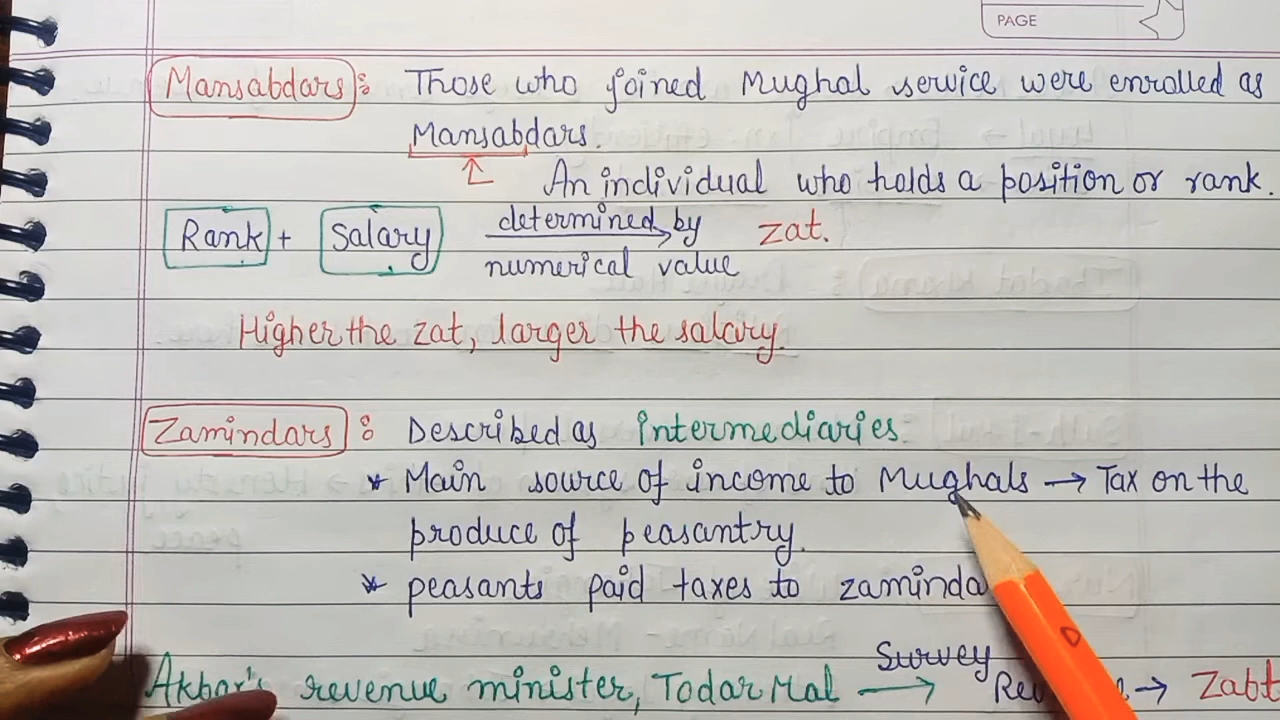 PAGE
Mansabdars : Those who joined Mughal service were enrolled as
Mansabdars.
An individual who holds a position or rank.
Rank + Salary determined by zat.
numerical value
Higher the zat, larger the salary.
Zamindars : Described as intermediaries.
* Main source of income to Mughals → Tax on the
produce of peasantry.
* peasants paid taxes to
Survey
Akbar's revenue minister, Todar Mal → → Zabt